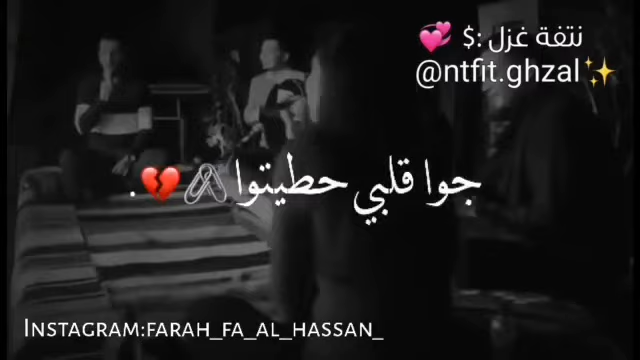 نتفة غزل :$ 💞
@ntfit.ghzal✨
جوا قلبي حطيتوا 🖇💔.
INSTAGRAM:FARAH_FA_AL_HASSAN_